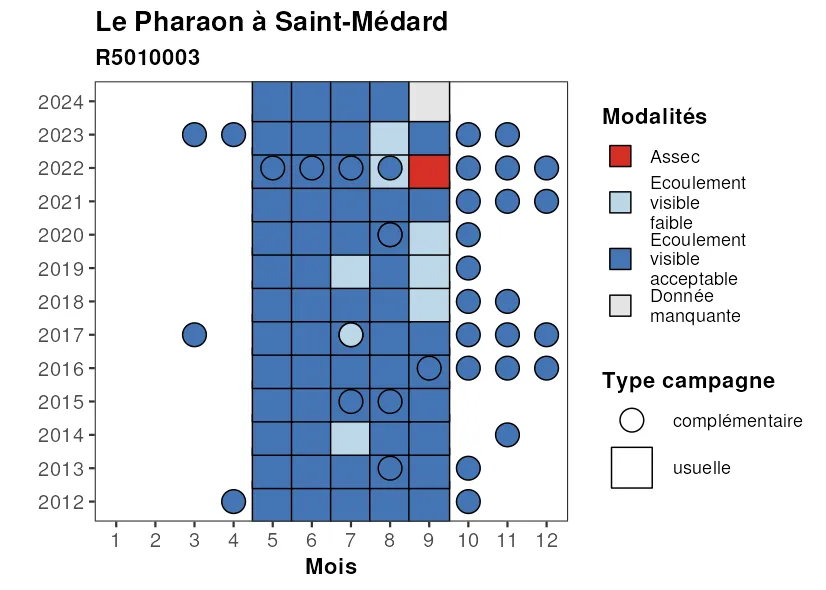 Le Pharaon à Saint-Médard
R5010003
2024
2023
2022
2021
2020
2019
2018
2017
2016
2015
2014
2013
2012
1 2 3 4 5 6 7 8 9 10 11 12
Mois
Modalités
Assec
Ecoulement
visible
faible
Ecoulement
visible
acceptable
Donnée
manquante
Type campagne
complémentaire
usuelle